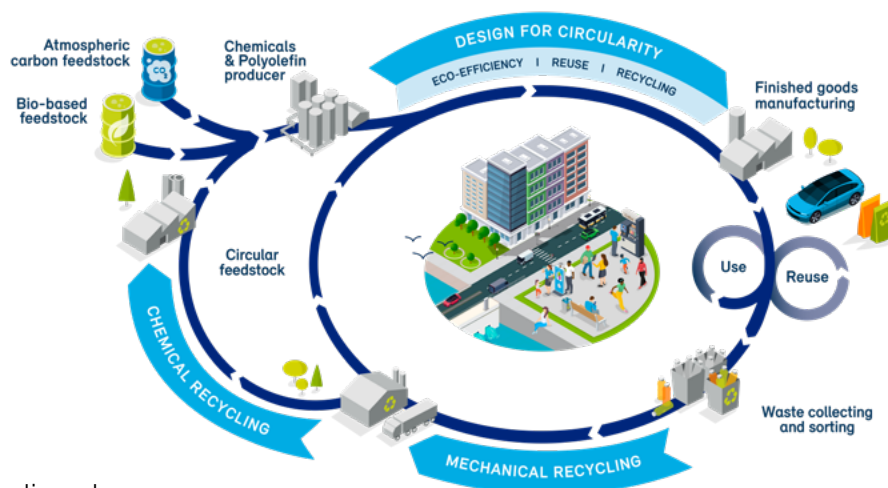 Atmospheric
carbon feedstock
CO2
Bio-based
feedstock
Chemicals
& Polyolefin
producer
DESIGN FOR CIRCULARITY
ECO-EFFICIENCY | REUSE | RECYCLING
Finished goods
manufacturing
Circular
feedstock
Use
Reuse
CHEMICAL RECYCLING
MECHANICAL RECYCLING
Waste collecting
and sorting